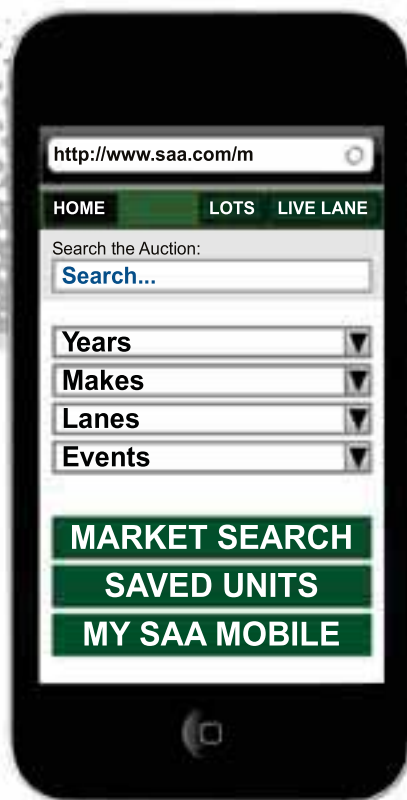 http://www.saa.com/m
HOME LOTS LIVE LANE
Search the Auction:
Search...
Years
Makes
Lanes
Events
MARKET SEARCH
SAVED UNITS
MY SAA MOBILE